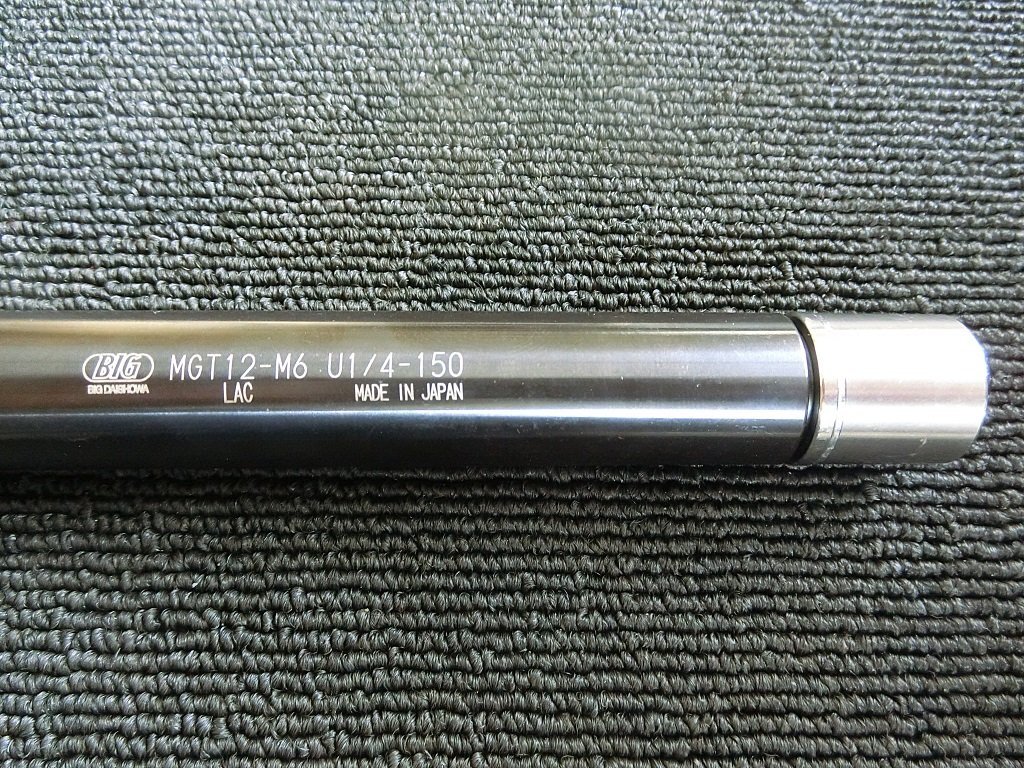 BIG
BIG DAISHOWA
MGT12-M6 U1/4-150
LAC MADE IN JAPAN